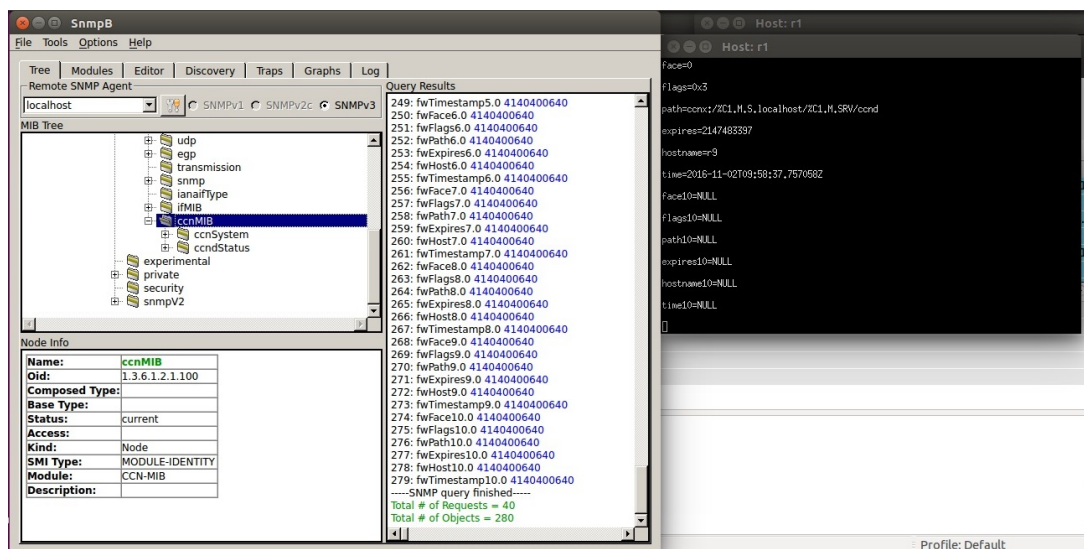 SnmpB
File Tools Options Help
Tree Modules Editor Discovery Traps Graphs Log
Remote SNMP Agent
localhost SNMPv1 SNMPv2c SNMPv3
MIB Tree
udp
egp
transmission
snmp
ianaifType
ifMIB
ccnMIB
ccnSystem
ccndStatus
experimental
private
security
snmpV2
Node Info
Name: ccnMIB
Oid: 1.3.6.1.2.1.100
Composed Type:
Base Type:
Status: current
Access:
Kind: Node
SMI Type: MODULE-IDENTITY
Module: CCN-MIB
Description:
Query Results
249: fwTimestamp5.0 4140400640
250: fwFace6.0 4140400640
251: fwFlags6.0 4140400640
252: fwPath6.0 4140400640
253: fwExpires6.0 4140400640
254: fwHost6.0 4140400640
255: fwTimestamp6.0 4140400640
256: fwFace7.0 4140400640
257: fwFlags7.0 4140400640
258: fwPath7.0 4140400640
259: fwExpires7.0 4140400640
260: fwHost7.0 4140400640
261: fwTimestamp7.0 4140400640
262: fwFace8.0 4140400640
263: fwFlags8.0 4140400640
264: fwPath8.0 4140400640
265: fwExpires8.0 4140400640
266: fwHost8.0 4140400640
267: fwTimestamp8.0 4140400640
268: fwFace9.0 4140400640
269: fwFlags9.0 4140400640
270: fwPath9.0 4140400640
271: fwExpires9.0 4140400640
272: fwHost9.0 4140400640
273: fwTimestamp9.0 4140400640
274: fwFace10.0 4140400640
275: fwFlags10.0 4140400640
276: fwPath10.0 4140400640
277: fwExpires10.0 4140400640
278: fwHost10.0 4140400640
279: fwTimestamp10.0 4140400640
-----SNMP query finished-----
Total # of Requests = 40
Total # of Objects = 280
Host: r1
Host: r1
face=0
flags=0x3
path=ccnx:/%C1.M.S.localhost/%C1.M.SRV/ccnd
expires=2147483397
hostname=r9
time=2016-11-02T09:58:37.757058Z
face10=NULL
flags10=NULL
path10=NULL
expires10=NULL
hostname10=NULL
time10=NULL
Profile: Default